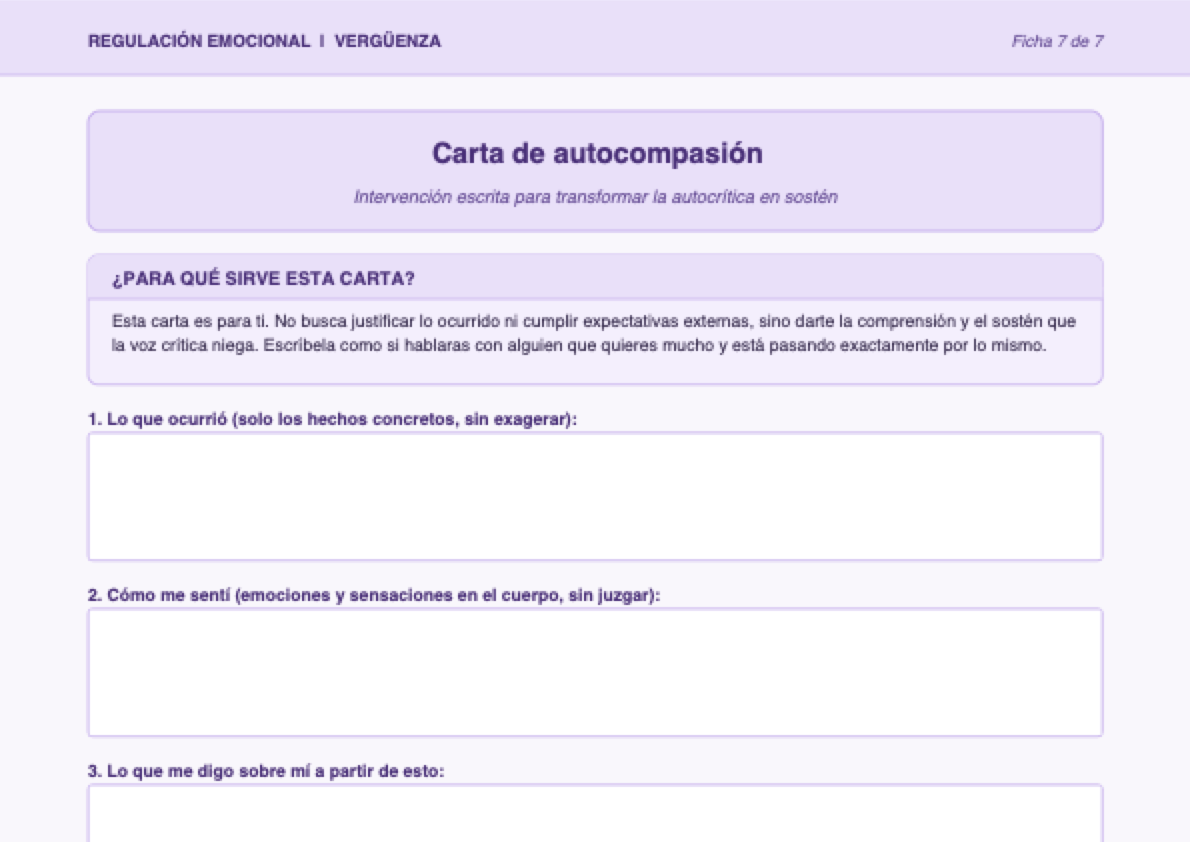 REGULACIÓN EMOCIONAL | VERGÜENZA
Ficha 7 de 7
Carta de autocompasión
Intervención escrita para transformar la autocrítica en sostén
¿PARA QUÉ SIRVE ESTA CARTA?
Esta carta es para ti. No busca justificar lo ocurrido ni cumplir expectativas externas, sino darte la comprensión y el sostén que
la voz crítica niega. Escríbela como si hablaras con alguien que quieres mucho y está pasando exactamente por lo mismo.
1. Lo que ocurrió (solo los hechos concretos, sin exagerar):
2. Cómo me sentí (emociones y sensaciones en el cuerpo, sin juzgar):
3. Lo que me digo sobre mí a partir de esto: